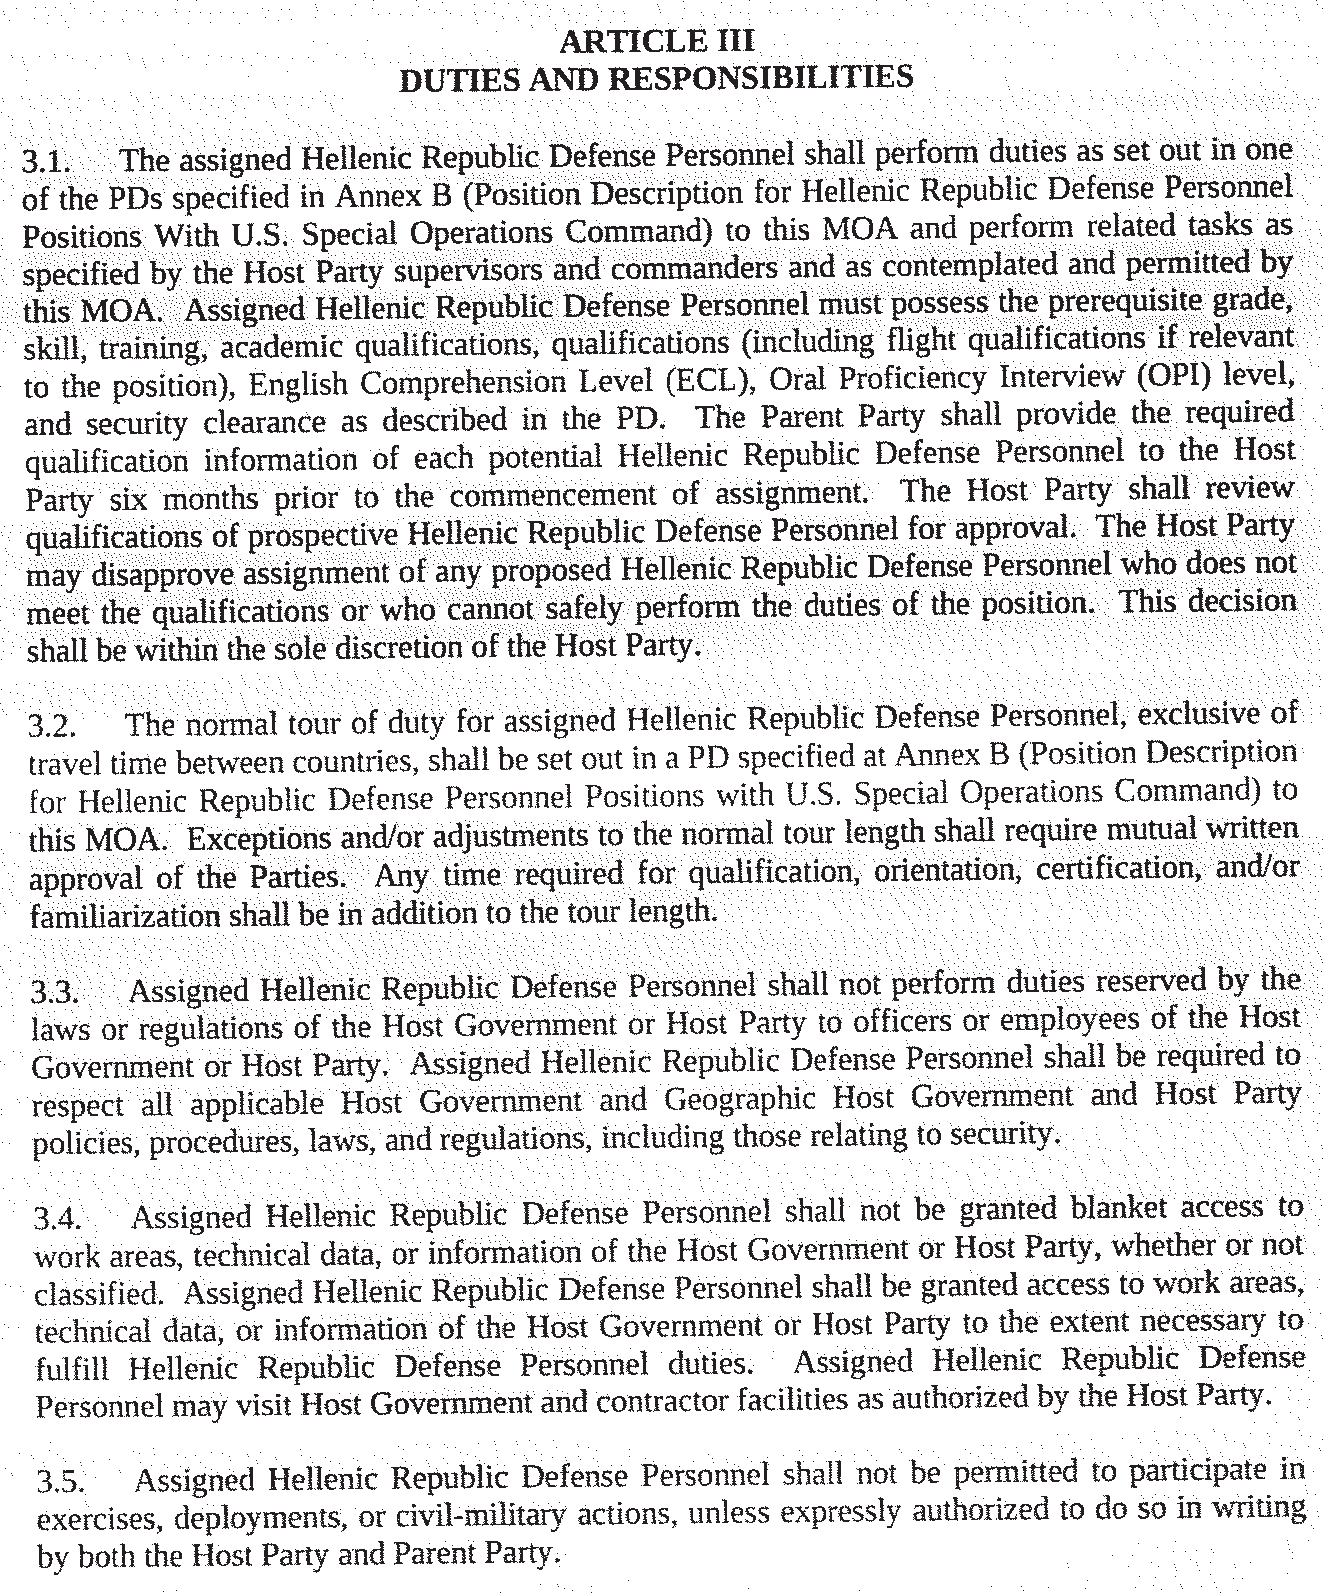 ARTICLE III
DUTIES AND RESPONSIBILITIES
3.1. The assigned Hellenic Republic Defense Personnel shall perform duties as set out in one
of the PDs specified in Annex B (Position Description for Hellenic Republic Defense Personnel
Positions With U.S. Special Operations Command) to this MOA and perform related tasks as
specified by the Host Party supervisors and commanders and as contemplated and permitted by
this MOA. Assigned Hellenic Republic Defense Personnel must possess the prerequisite grade,
skill, training, academic qualifications, qualifications (including flight qualifications if relevant
to the position), English Comprehension Level (ECL), Oral Proficiency Interview (OPI) level,
and security clearance as described in the PD. The Parent Party shall provide the required
qualification information of each potential Hellenic Republic Defense Personnel to the Host
Party six months prior to the commencement of assignment. The Host Party shall review
qualifications of prospective Hellenic Republic Defense Personnel for approval. The Host Party
may disapprove assignment of any proposed Hellenic Republic Defense Personnel who does not
meet the qualifications or who cannot safely perform the duties of the position. This decision
shall be within the sole discretion of the Host Party.
3.2. The normal tour of duty for assigned Hellenic Republic Defense Personnel, exclusive of
travel time between countries, shall be set out in a PD specified at Annex B (Position Description
for Hellenic Republic Defense Personnel Positions with U.S. Special Operations Command) to
this MOA. Exceptions and/or adjustments to the normal tour length shall require mutual written
approval of the Parties. Any time required for qualification, orientation, certification, and/or
familiarization shall be in addition to the tour length.
3.3. Assigned Hellenic Republic Defense Personnel shall not perform duties reserved by the
laws or regulations of the Host Government or Host Party to officers or employees of the Host
Government or Host Party. Assigned Hellenic Republic Defense Personnel shall be required to
respect all applicable Host Government and Geographic Host Government and Host Party
policies, procedures, laws, and regulations, including those relating to security.
3.4. Assigned Hellenic Republic Defense Personnel shall not be granted blanket access to
work areas, technical data, or information of the Host Government or Host Party, whether or not
classified. Assigned Hellenic Republic Defense Personnel shall be granted access to work areas,
technical data, or information of the Host Government or Host Party to the extent necessary to
fulfill Hellenic Republic Defense Personnel duties. Assigned Hellenic Republic Defense
Personnel may visit Host Government and contractor facilities as authorized by the Host Party.
3.5. Assigned Hellenic Republic Defense Personnel shall not be permitted to participate in
exercises, deployments, or civil-military actions, unless expressly authorized to do so in writing
by both the Host Party and Parent Party.